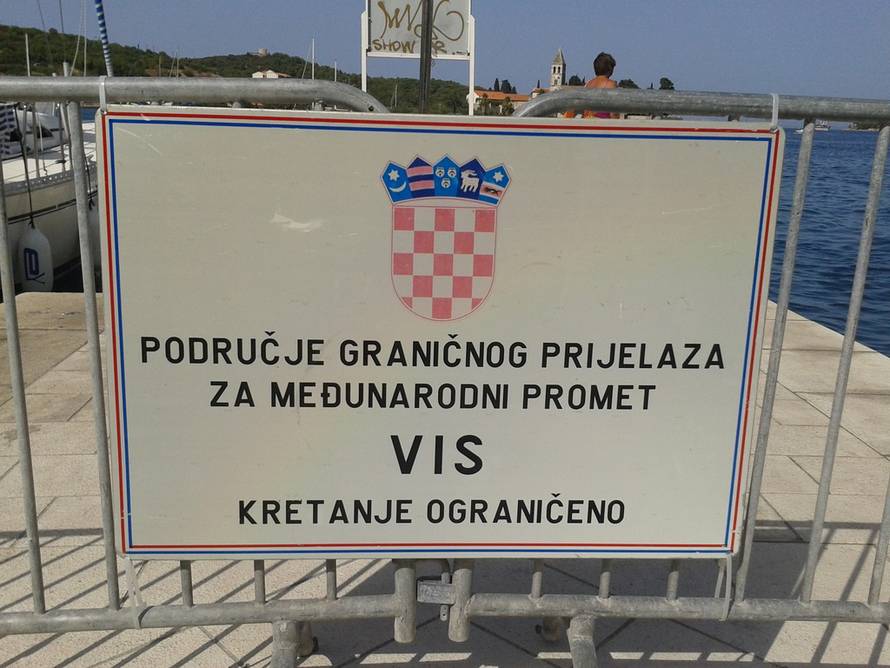 PODRUČJE GRANIČNOG PRIJELAZA
ZA MEĐUNARODNI PROMET
VIS
KRETANJE OGRANIČENO